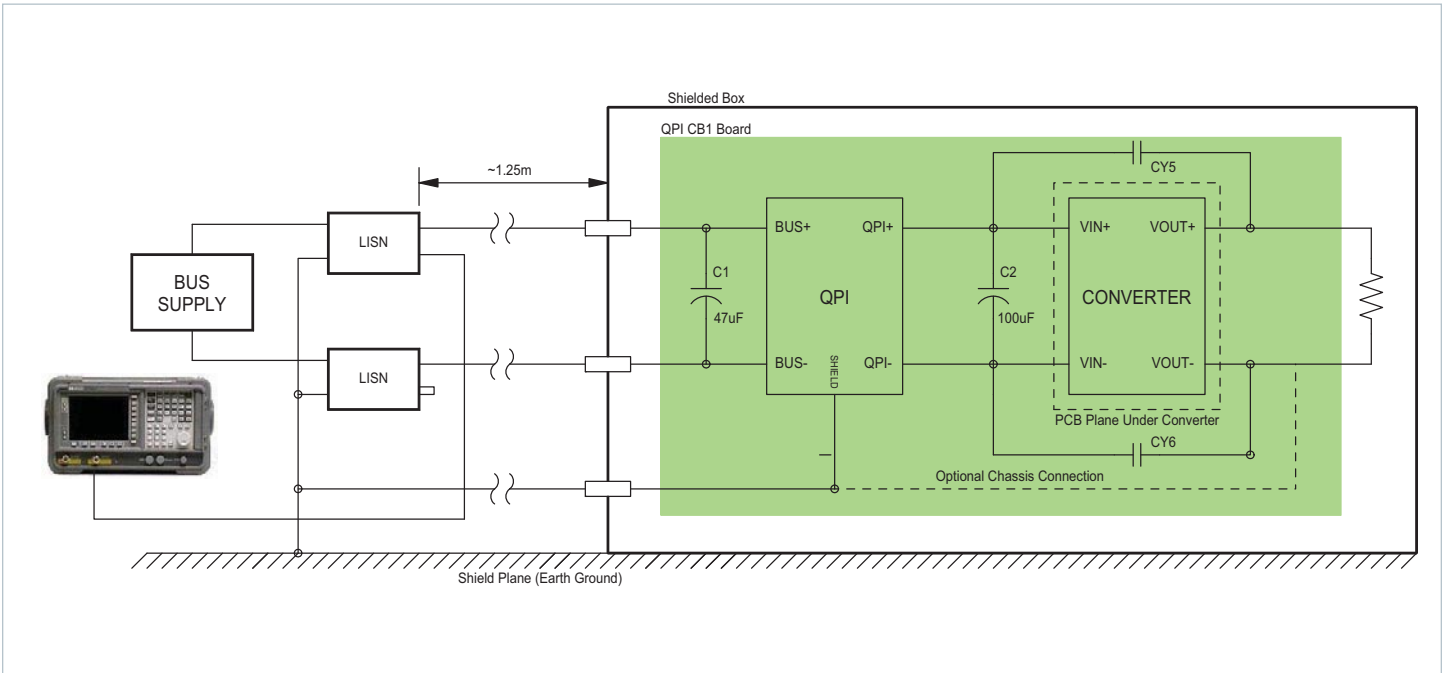 Shielded Box
QPI CB1 Board
~1.25m
CY5
LISN
BUS+
QPI+
VIN+
VOUT+
BUS
SUPPLY
C1
47uF
QPI
C2
100uF
CONVERTER
LISN
BUS-
SHIELD
QPI-
VIN-
VOUT-
PCB Plane Under Converter
CY6
Optional Chassis Connection
Shield Plane (Earth Ground)